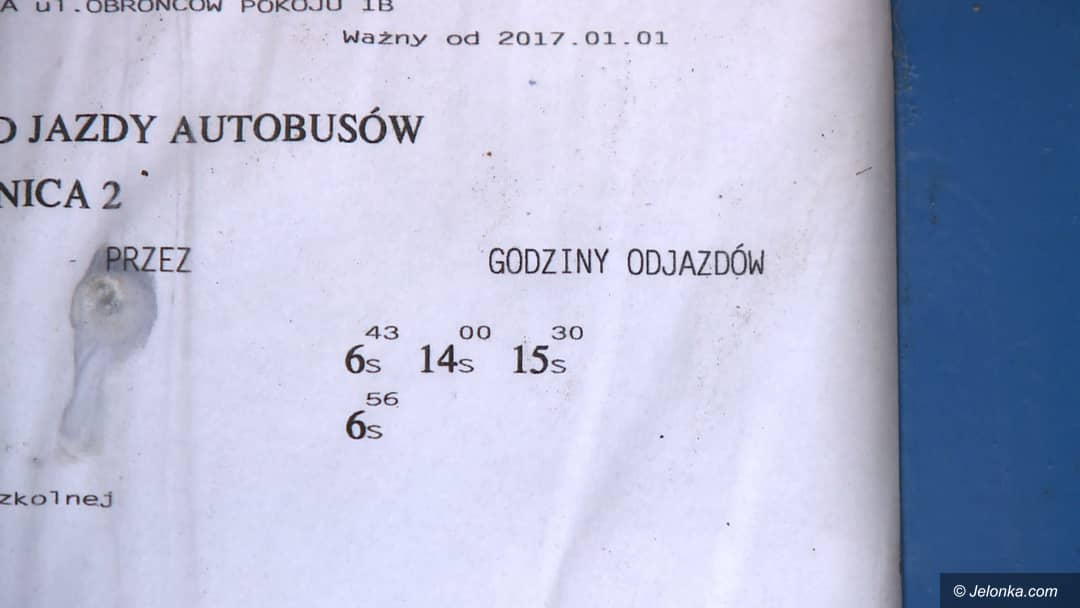 A ul.OBROŃCÓW POKOJU 1B
Ważny od 2017.01.01
D JAZDY AUTOBUSÓW
NICA 2
PRZEZ GODZINY ODJAZDÓW
6s 43 14s 00 15s 30
6s 56
zkolnej
© Jelonka.com